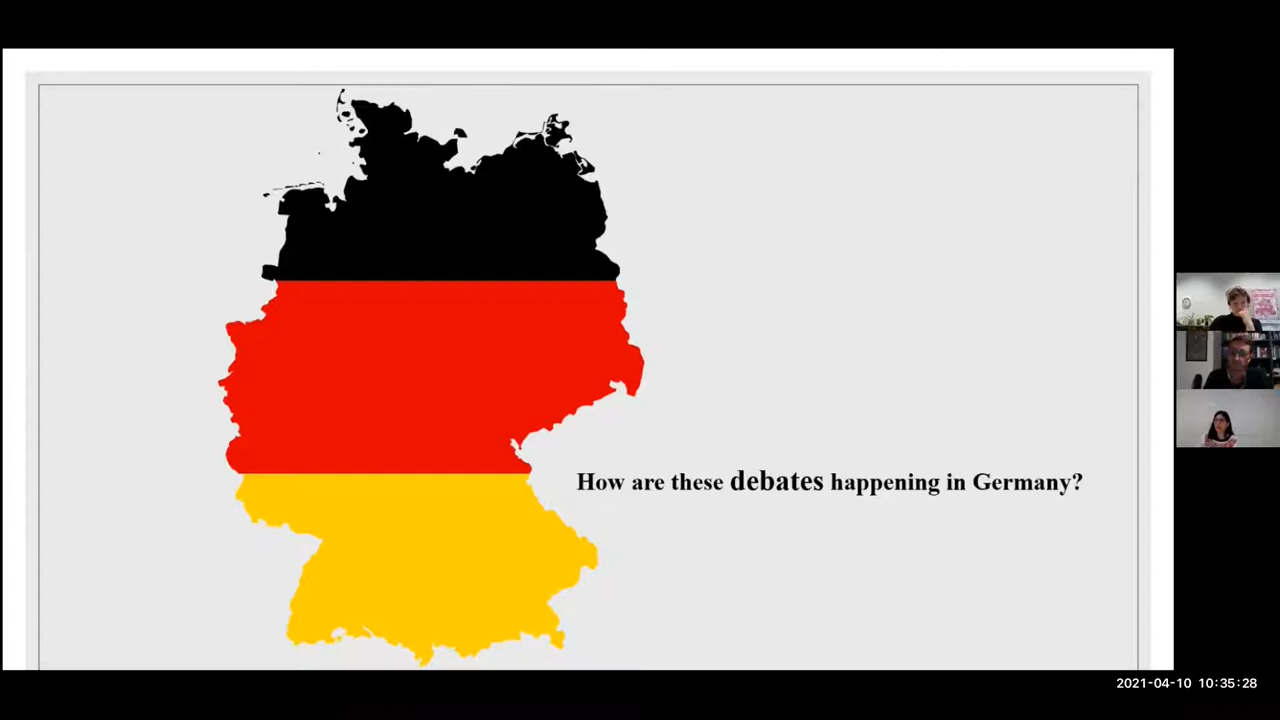 How are these debates happening in Germany?
2021-04-10 10:35:28